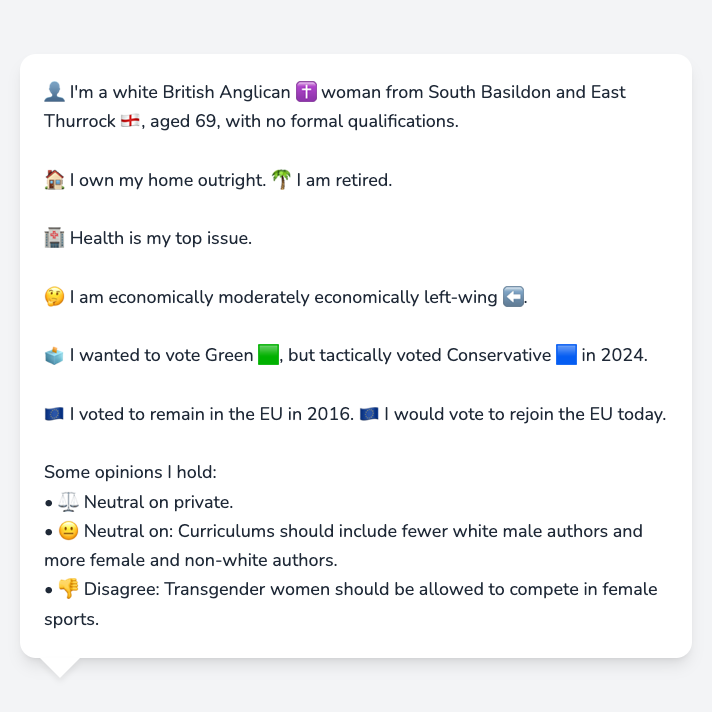 👤 I'm a white British Anglican ✝️ woman from South Basildon and East
Thurrock 🏴󠁧󠁢󠁥󠁮󠁧󠁿, aged 69, with no formal qualifications.
🏠 I own my home outright. 🌴 I am retired.
🏥 Health is my top issue.
🤔 I am economically moderately economically left-wing ⬅️.
🗳️ I wanted to vote Green 🟩, but tactically voted Conservative 🟦 in 2024.
🇪🇺 I voted to remain in the EU in 2016. 🇪🇺 I would vote to rejoin the EU today.
Some opinions I hold:
• ⚖️ Neutral on private.
• 😐 Neutral on: Curriculums should include fewer white male authors and
more female and non-white authors.
• 👎 Disagree: Transgender women should be allowed to compete in female
sports.